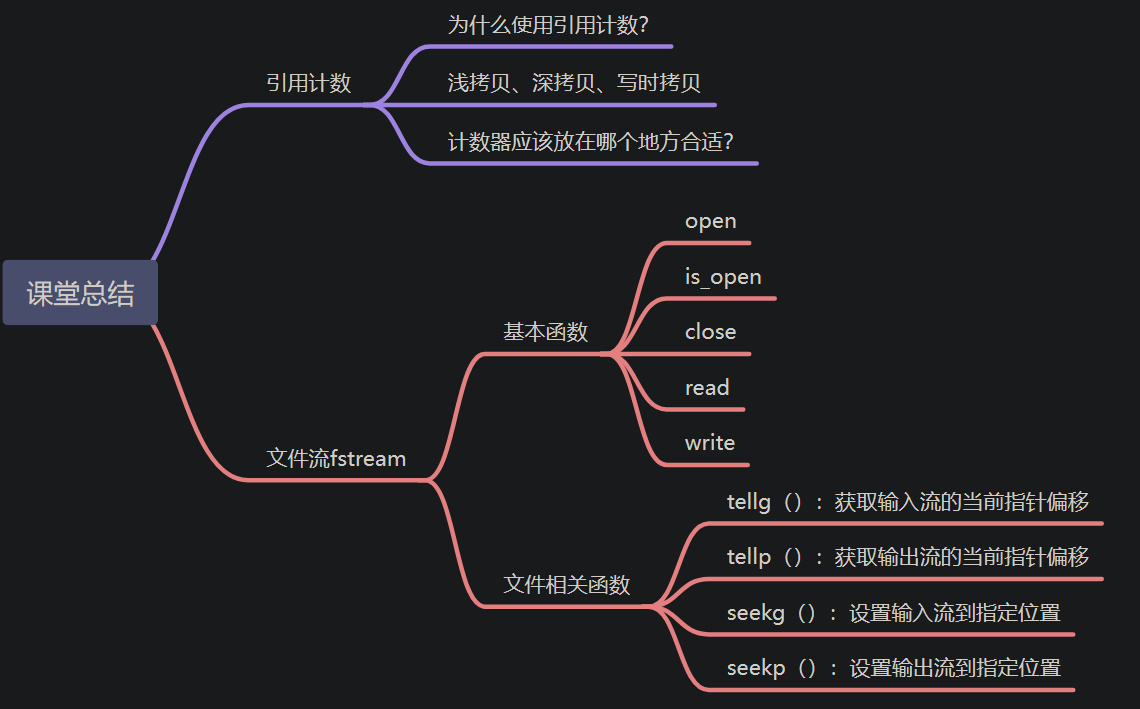 课堂总结
引用计数
为什么使用引用计数？
浅拷贝、深拷贝、写时拷贝
计数器应该放在哪个地方合适？
文件流fstream
基本函数
open
is_open
close
read
write
文件相关函数
tellg（）：获取输入流的当前指针偏移
tellp（）：获取输出流的当前指针偏移
seekg（）：设置输入流到指定位置
seekp（）：设置输出流到指定位置